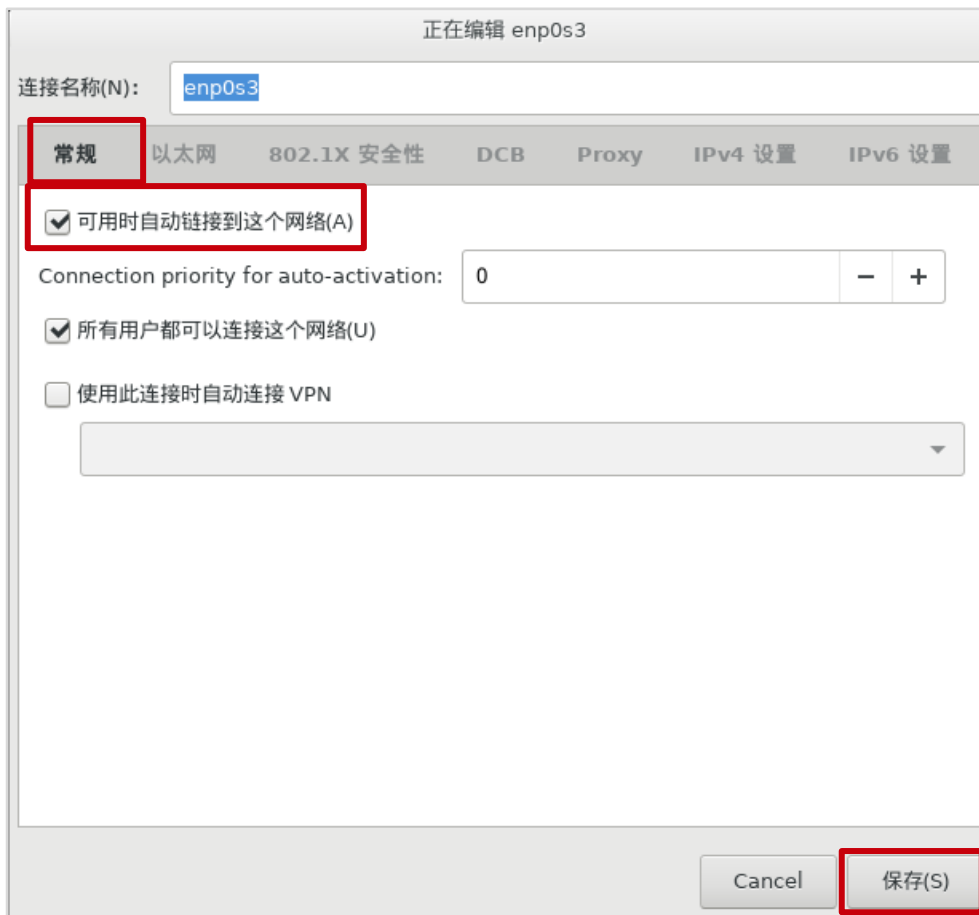 正在编辑 enp0s3
连接名称(N): enp0s3
常规 以太网 802.1X 安全性 DCB Proxy IPv4 设置 IPv6 设置
可用时自动链接到这个网络(A)
Connection priority for auto-activation: 0 − +
所有用户都可以连接这个网络(U)
使用此连接时自动连接 VPN
Cancel 保存(S)